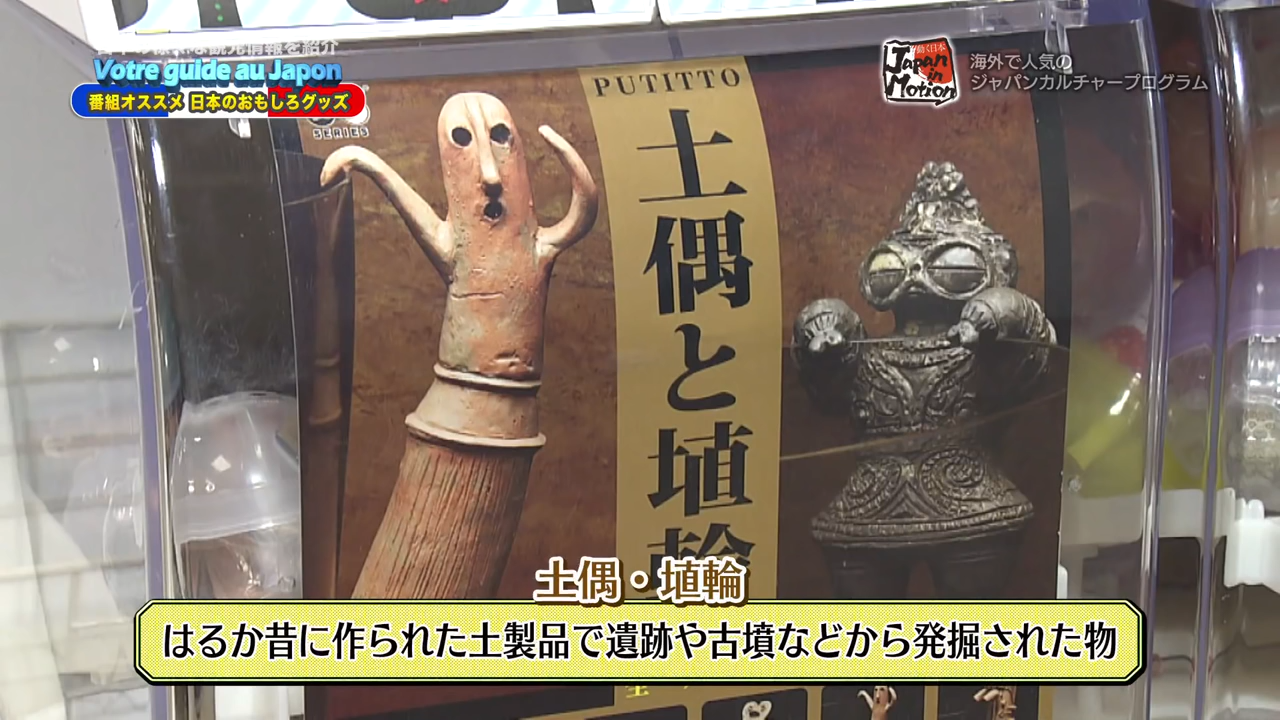 Votre guide au Japon
番組オススメ 日本のおもしろグッズ
SERIES
PUTITTO
土偶と埴輪
動く日本
Japan
in
Motion
海外で人気の
ジャパンカルチャープログラム
土偶・埴輪
はるか昔に作られた土製品で遺跡や古墳などから発掘された物